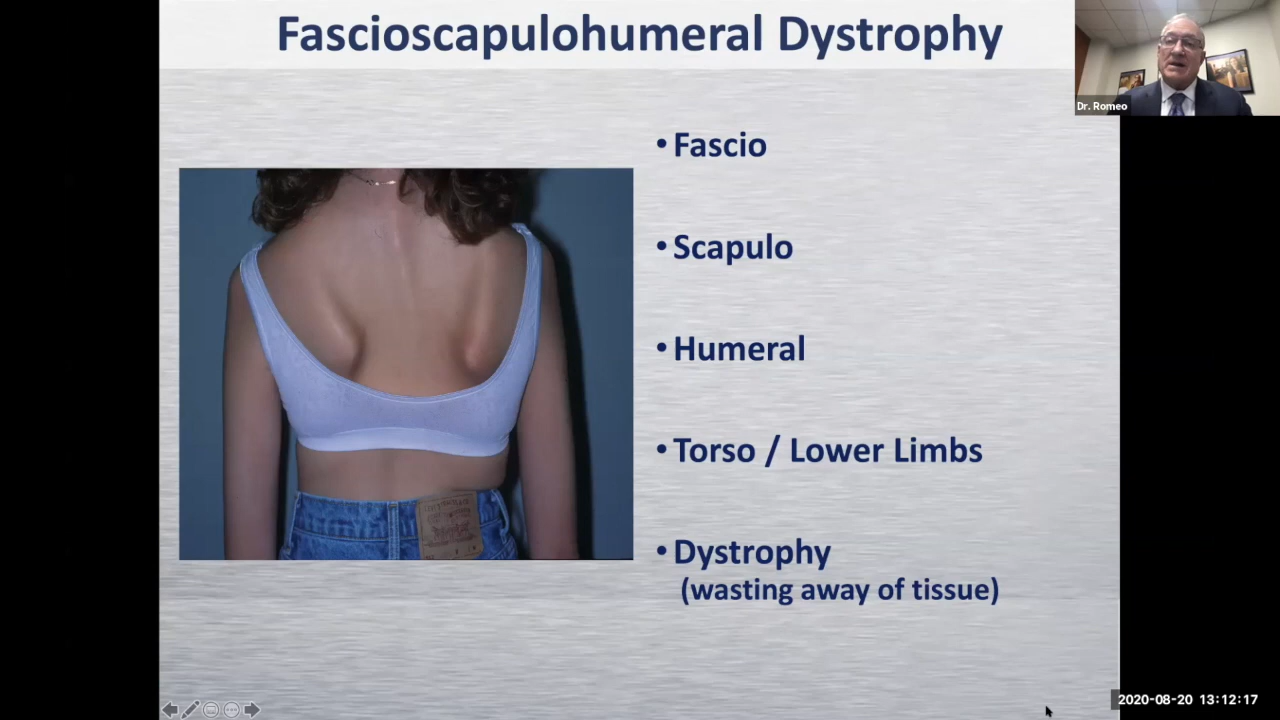 Fascioscapulohumeral Dystrophy
Dr. Romeo
• Fascio
• Scapulo
• Humeral
• Torso / Lower Limbs
• Dystrophy
(wasting away of tissue)
2020-08-20 13:12:17